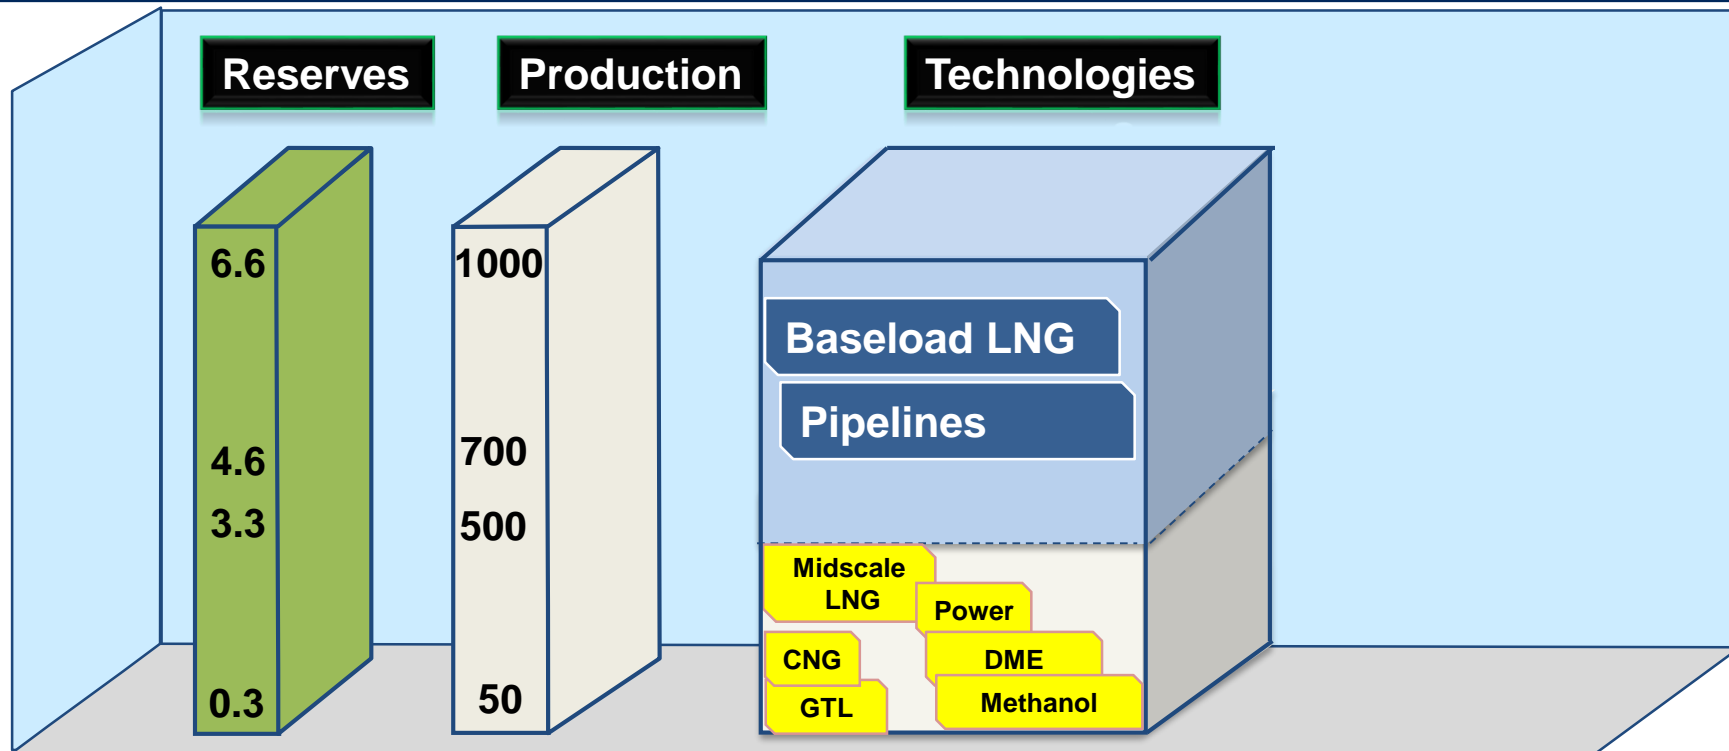 Reserves
Production
Technologies
6.6
4.6
3.3
0.3
1000
700
500
50
Baseload LNG
Pipelines
Midscale
LNG
Power
CNG
DME
GTL
Methanol